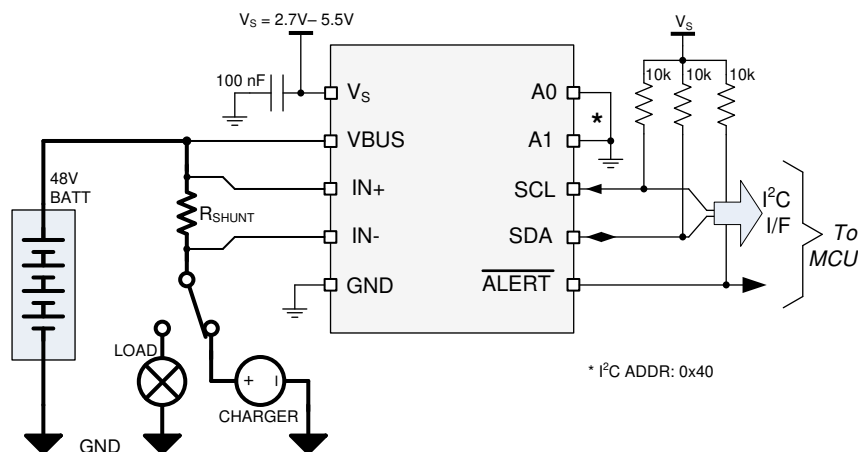 V_S = 2.7V– 5.5V
100 nF
V_S
VBUS
IN+
IN-
GND
A0
A1
SCL
SDA
ALERT
*
V_S
10k
10k
10k
I²C
I/F
To
MCU
48V
BATT
R_SHUNT
LOAD
+
CHARGER
GND
* I²C ADDR: 0x40